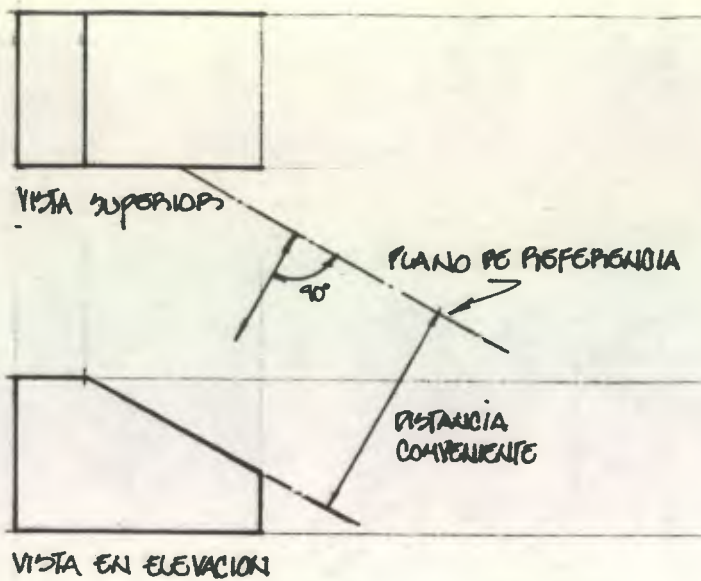 VISTA SUPERIOR
PLANO DE REFERENCIA
90°
DISTANCIA
CONVENIENTE
VISTA EN ELEVACION